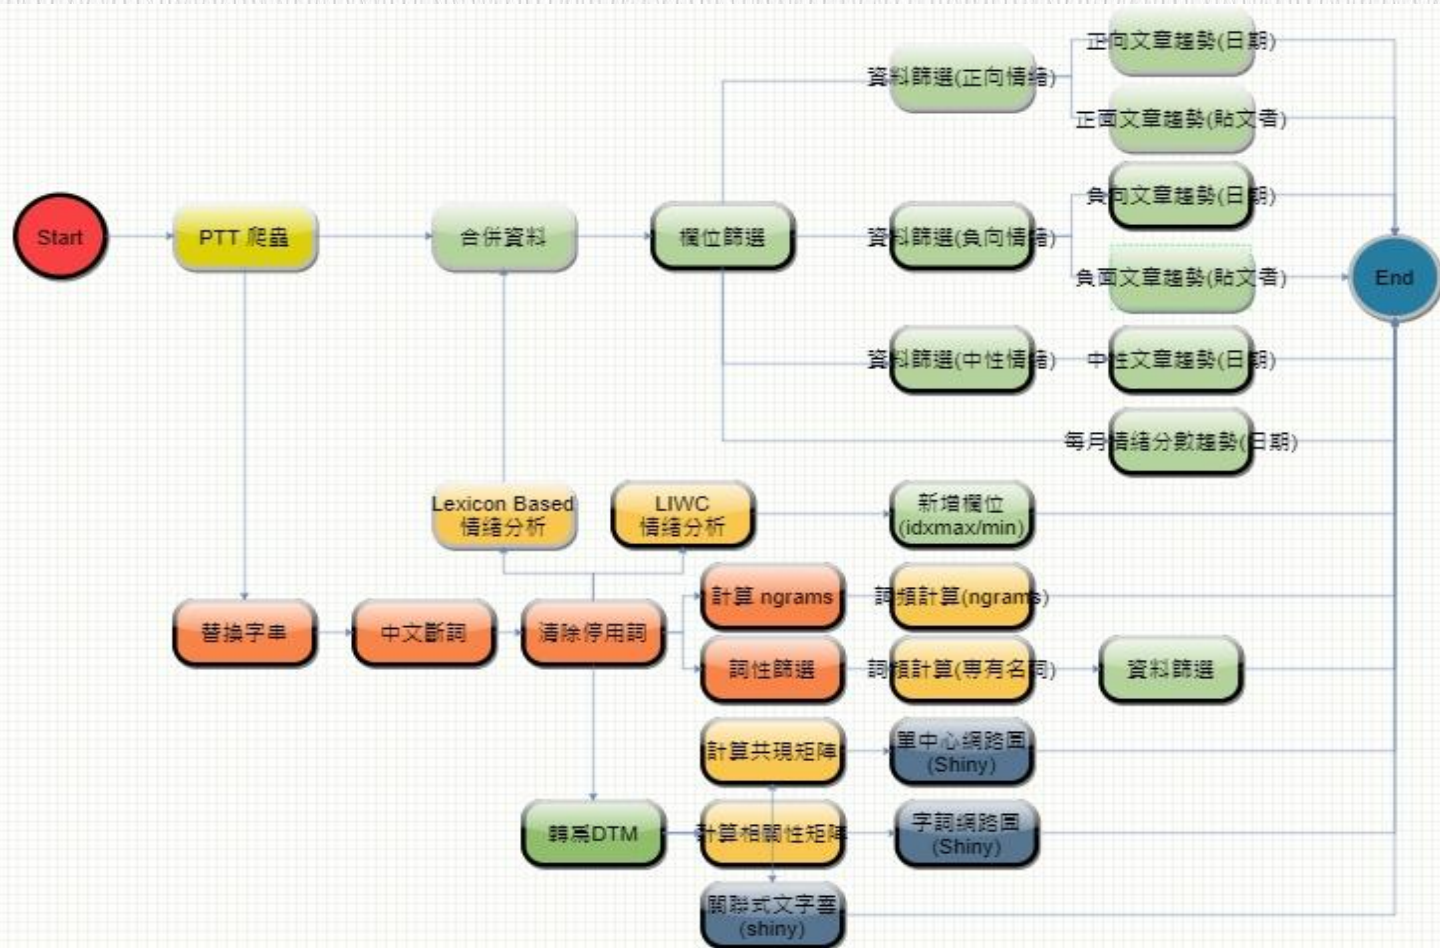 正向文章趨勢(日期)
資料篩選(正向情緒)
正面文章趨勢(貼文者)
負向文章趨勢(日期)
Start
PTT 爬蟲
合併資料
欄位篩選
資料篩選(負向情緒)
負面文章趨勢(貼文者)
End
資料篩選(中性情緒)
中性文章趨勢(日期)
每月情緒分數趨勢(日期)
Lexicon Based
情緒分析
LIWC
情緒分析
新增欄位
(idxmax/min)
計算 ngrams
詞頻計算(ngrams)
替換字串
中文斷詞
清除停用詞
詞性篩選
詞頻計算(專有名詞)
資料篩選
計算共現矩陣
單中心網路圖
(Shiny)
轉為DTM
計算相關性矩陣
字詞網路圖
(Shiny)
關聯式文字雲
(shiny)